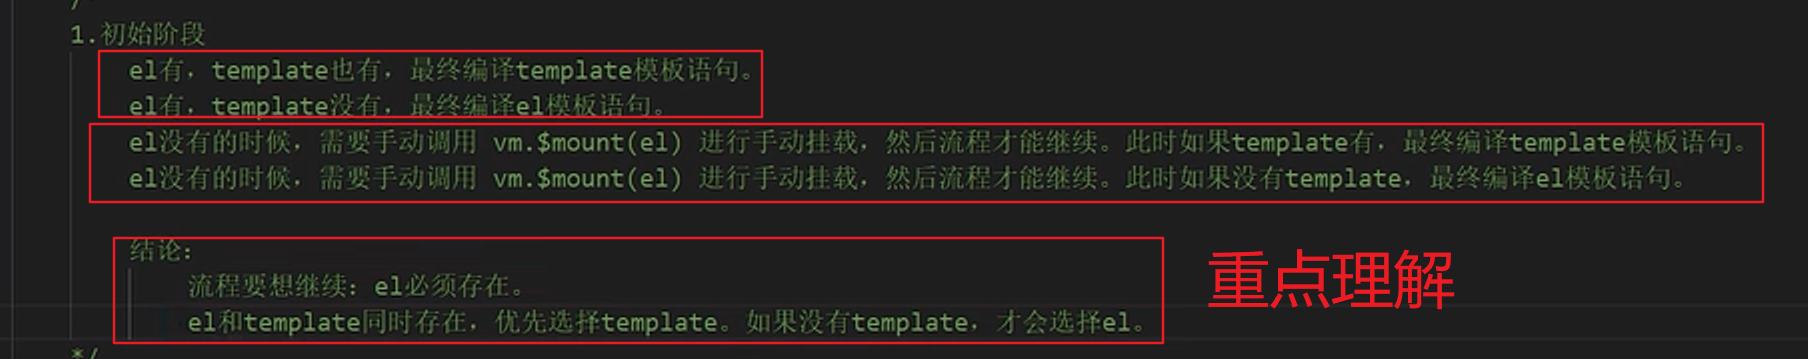 1.初始阶段
el有，template也有，最终编译template模板语句。
el有，template没有，最终编译el模板语句。
el没有的时候，需要手动调用 vm.$mount(el) 进行手动挂载，然后流程才能继续。此时如果template有，最终编译template模板语句。
el没有的时候，需要手动调用 vm.$mount(el) 进行手动挂载，然后流程才能继续。此时如果没有template，最终编译el模板语句。
结论：
流程要想继续：el必须存在。
el和template同时存在，优先选择template。如果没有template，才会选择el。
重点理解
*/